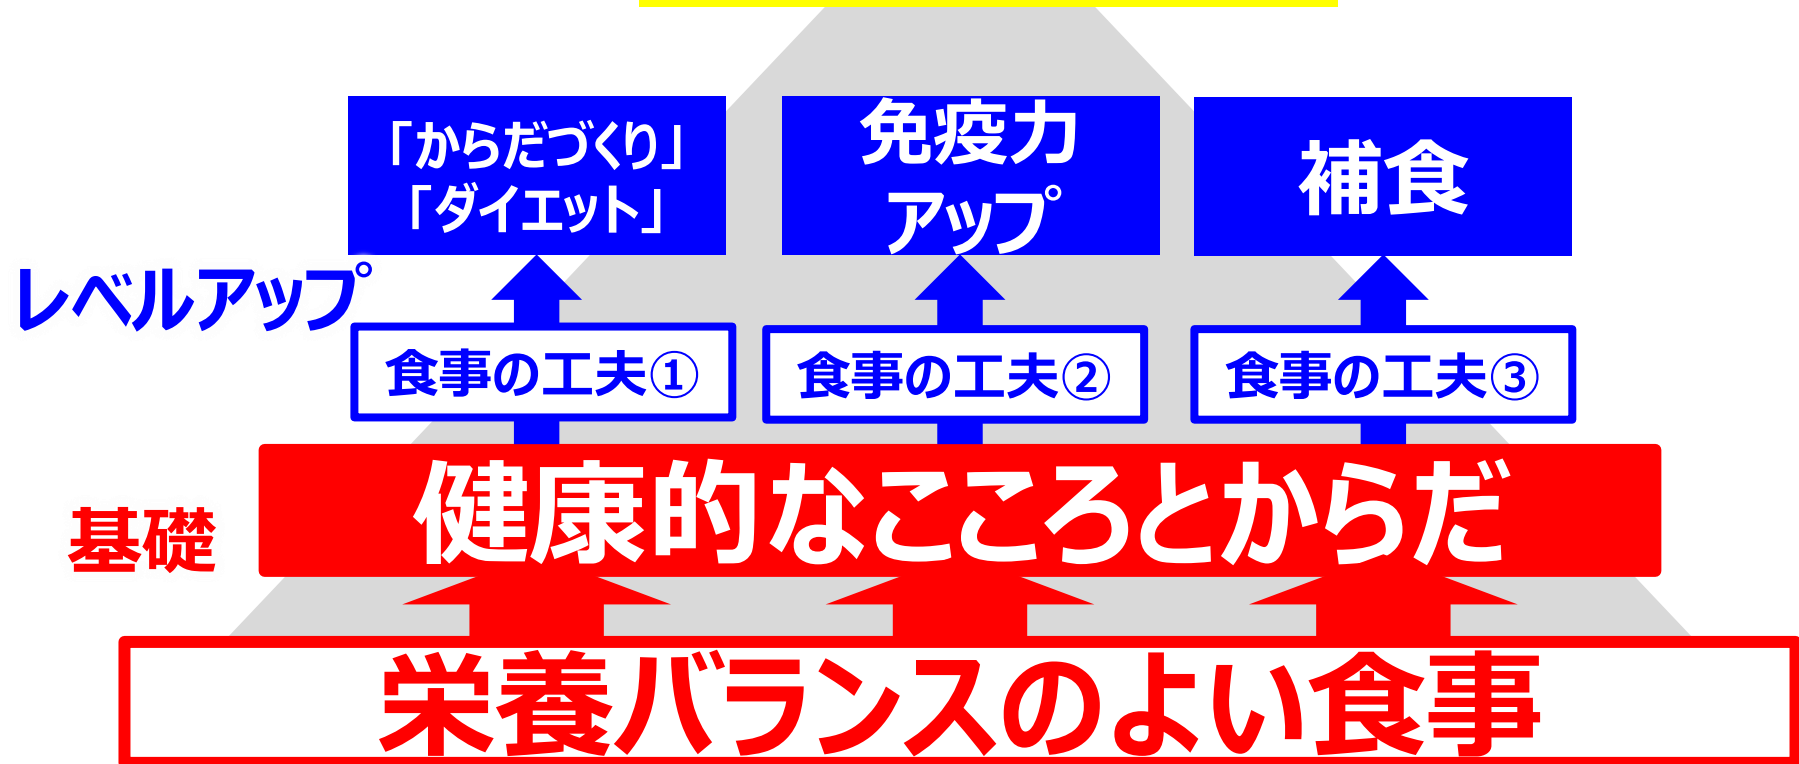 「からだづくり」
「ダイエット」
免疫力
アップ
補食
レベルアップ
食事の工夫①
食事の工夫②
食事の工夫③
健康的なこころとからだ
基礎
栄養バランスのよい食事